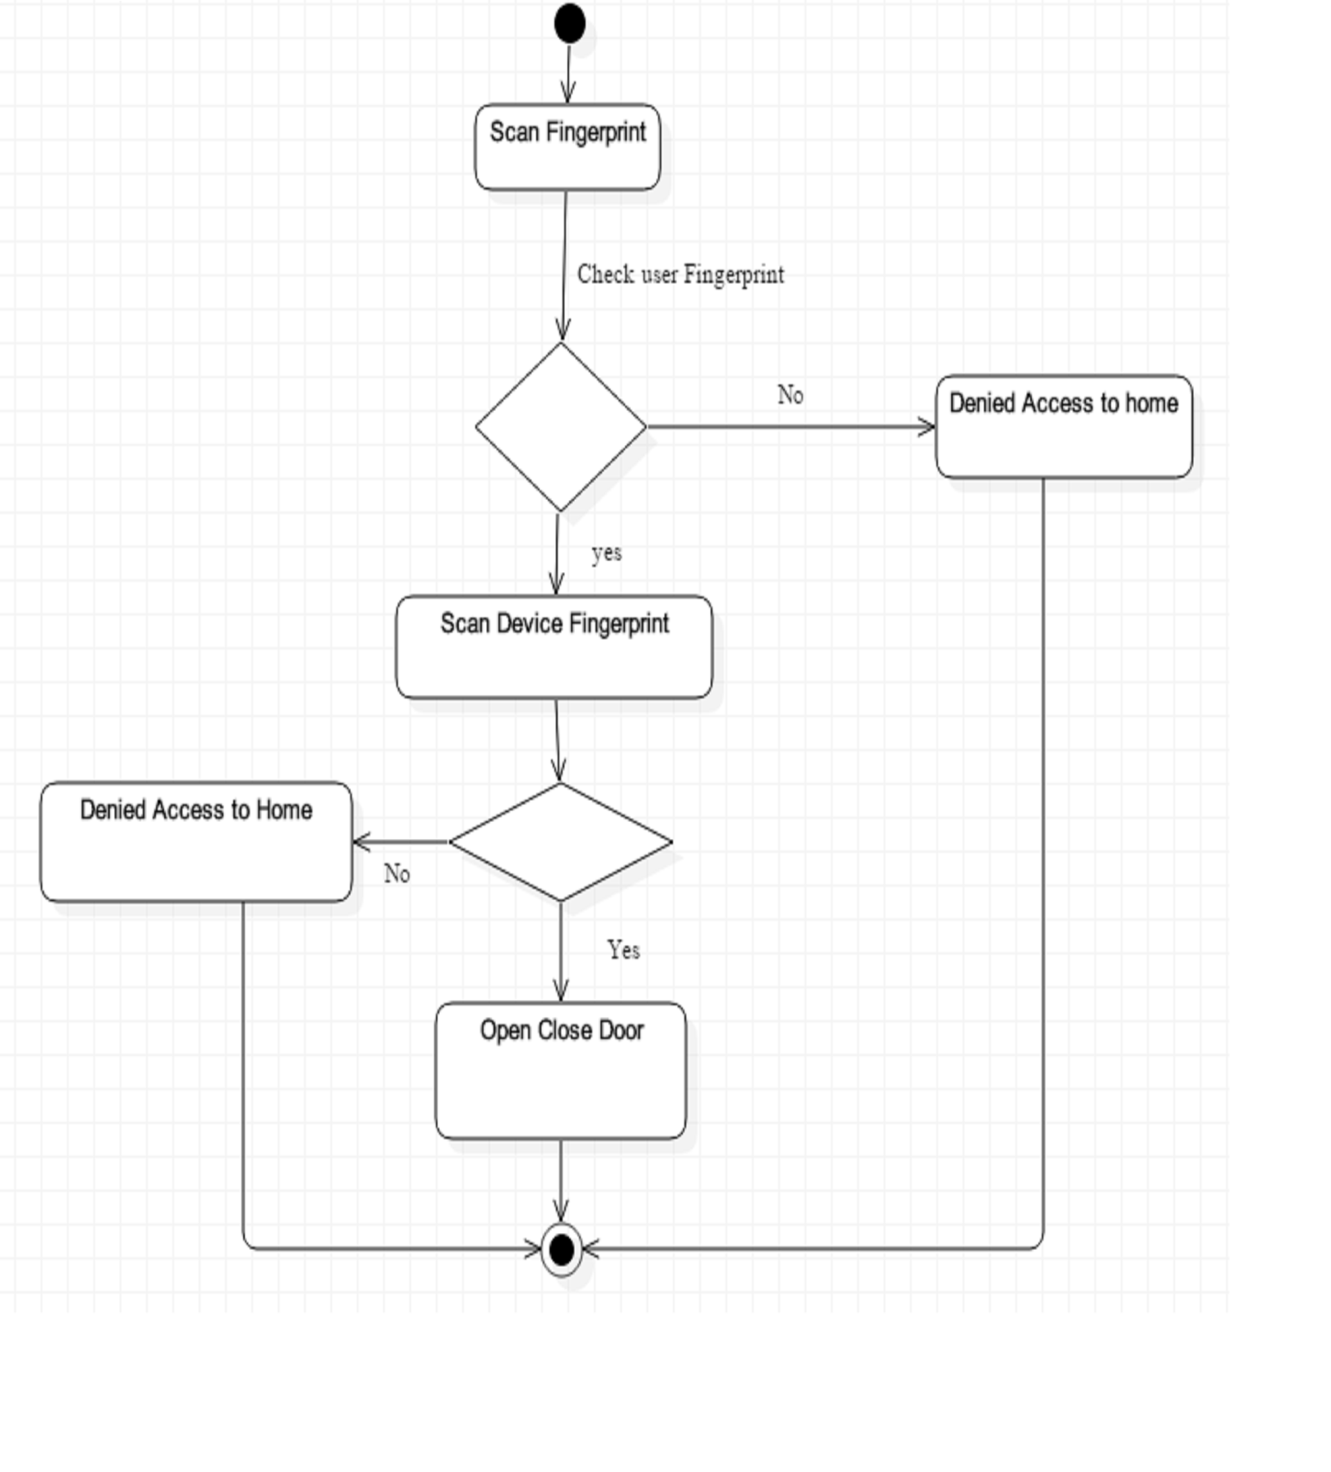 Scan Fingerprint
Check user Fingerprint
No
Denied Access to home
yes
Scan Device Fingerprint
Denied Access to Home
No
Yes
Open Close Door